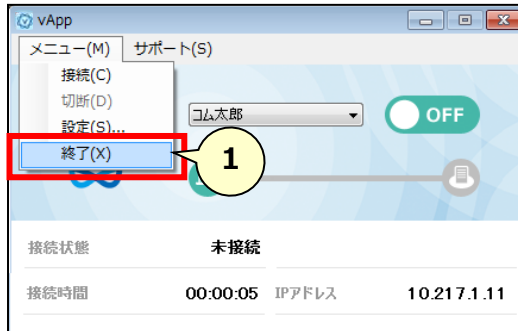 vApp
メニュー(M) サポート(S)
接続(C)
切断(D)
コム太郎 OFF
設定(S)...
終了(X)
1
接続状態 未接続
接続時間 00:00:05 IPアドレス 10.217.1.11